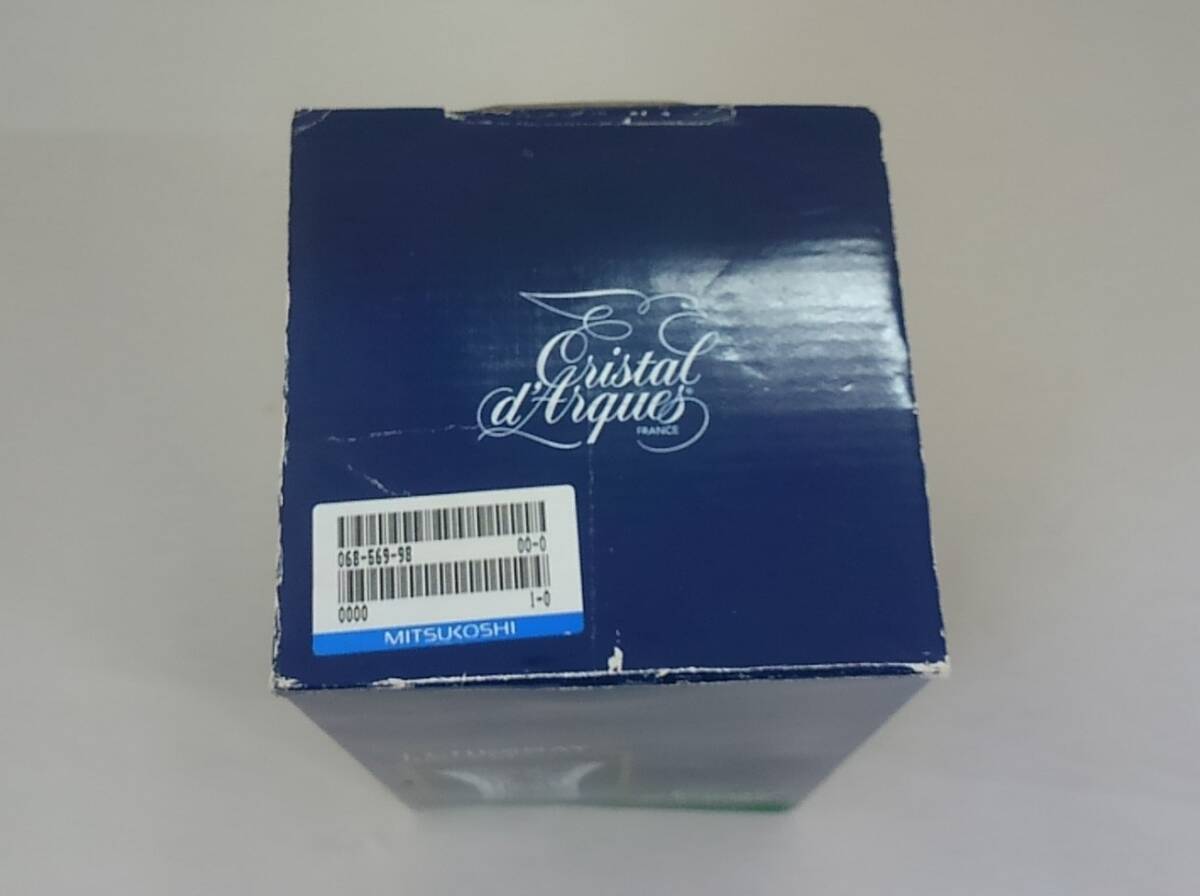 Cristal
d'Arques®
FRANCE
068-669-98 00-0
0000 1-0
MITSUKOSHI